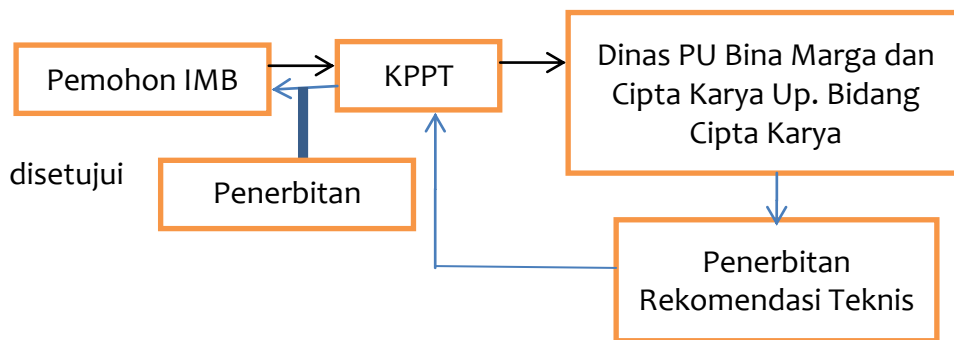 Pemohon IMB
KPPT
Dinas PU Bina Marga dan
Cipta Karya Up. Bidang
Cipta Karya
disetujui
Penerbitan
Penerbitan
Rekomendasi Teknis